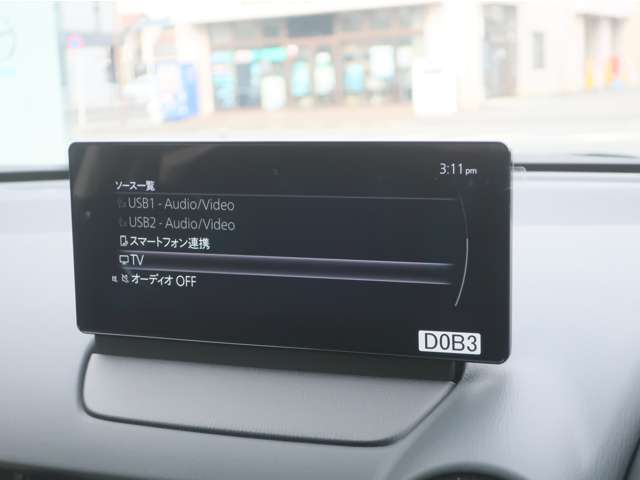 3:11pm
ソース一覧
USB1 - Audio/Video
USB2 - Audio/Video
スマートフォン連携
TV
オーディオ OFF
D0B3